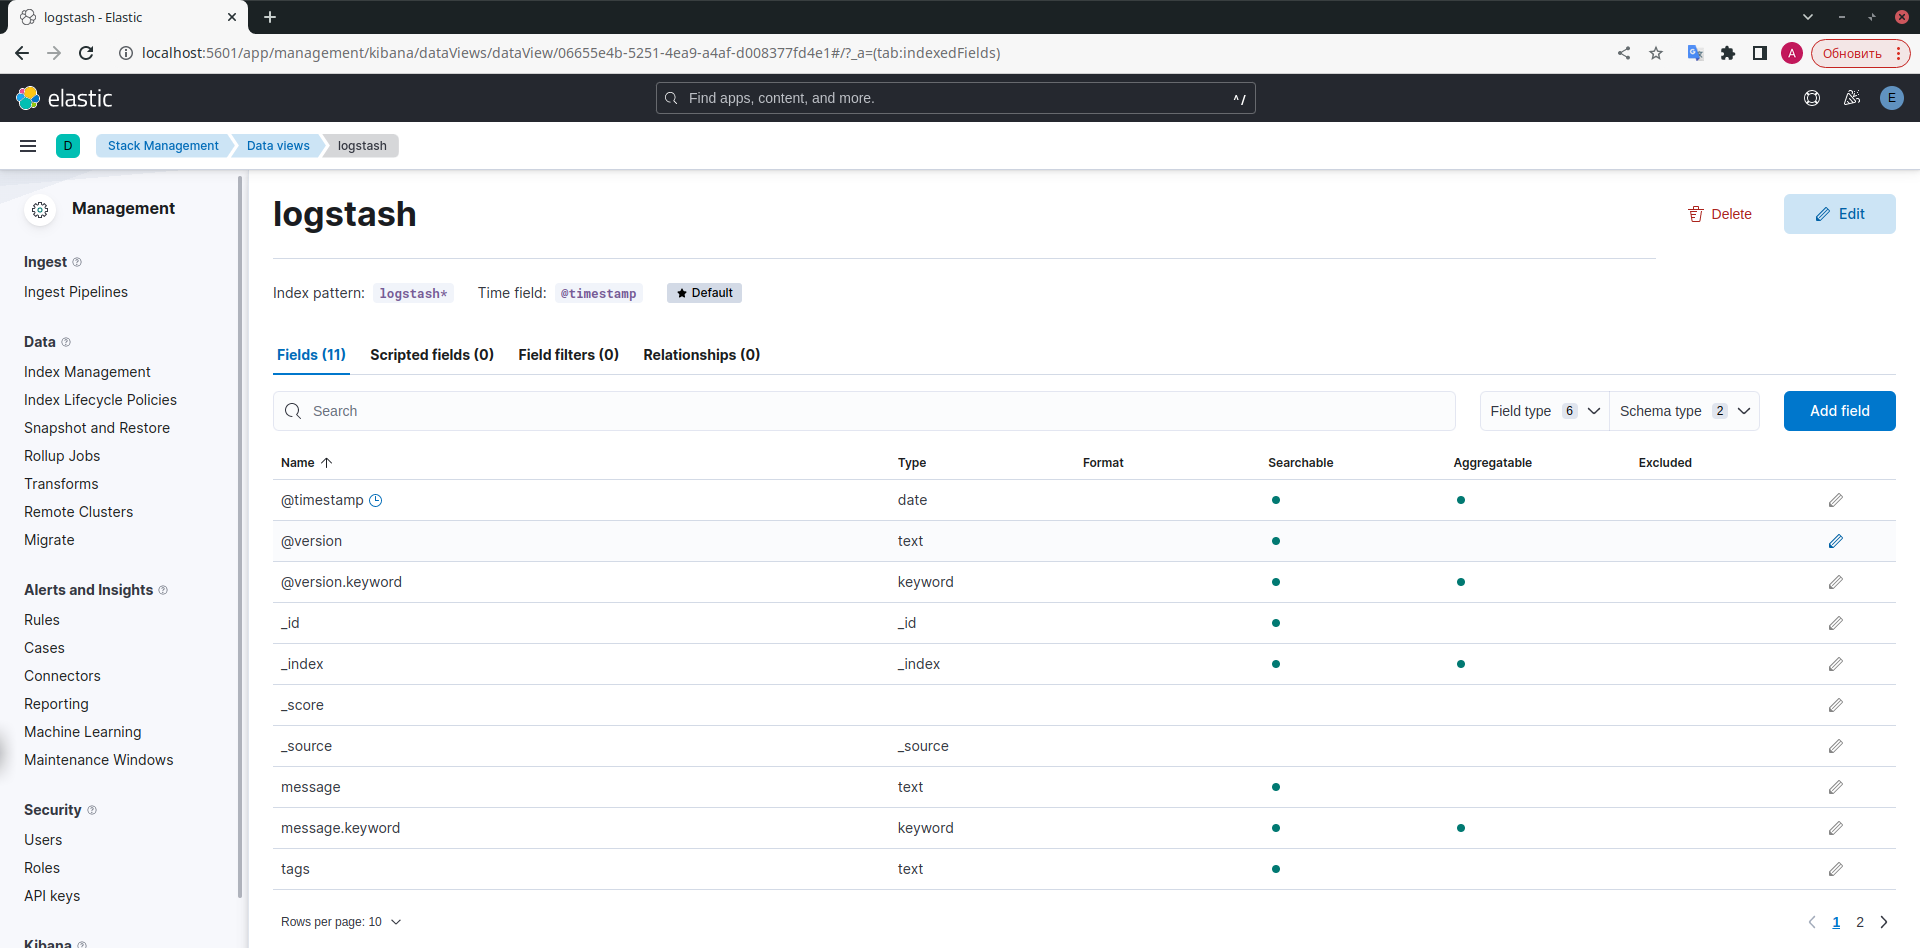 logstash - Elastic
localhost:5601/app/management/kibana/dataViews/dataView/06655e4b-5251-4ea9-a4af-d008377fd4e1#/?_a=(tab:indexedFields)
A
Обновить
elastic
Find apps, content, and more.
^/
E
D
Stack Management
Data views
logstash
Management
Ingest
Ingest Pipelines
Data
Index Management
Index Lifecycle Policies
Snapshot and Restore
Rollup Jobs
Transforms
Remote Clusters
Migrate
Alerts and Insights
Rules
Cases
Connectors
Reporting
Machine Learning
Maintenance Windows
Security
Users
Roles
API keys
Kibana
logstash
Delete
Edit
Index pattern: logstash* Time field: @timestamp Default
Fields (11) Scripted fields (0) Field filters (0) Relationships (0)
Search
Field type 6
Schema type 2
Add field
Name Type Format Searchable Aggregatable Excluded
@timestamp date
@version text
@version.keyword keyword
_id _id
_index _index
_score
_source _source
message text
message.keyword keyword
tags text
Rows per page: 10
1 2